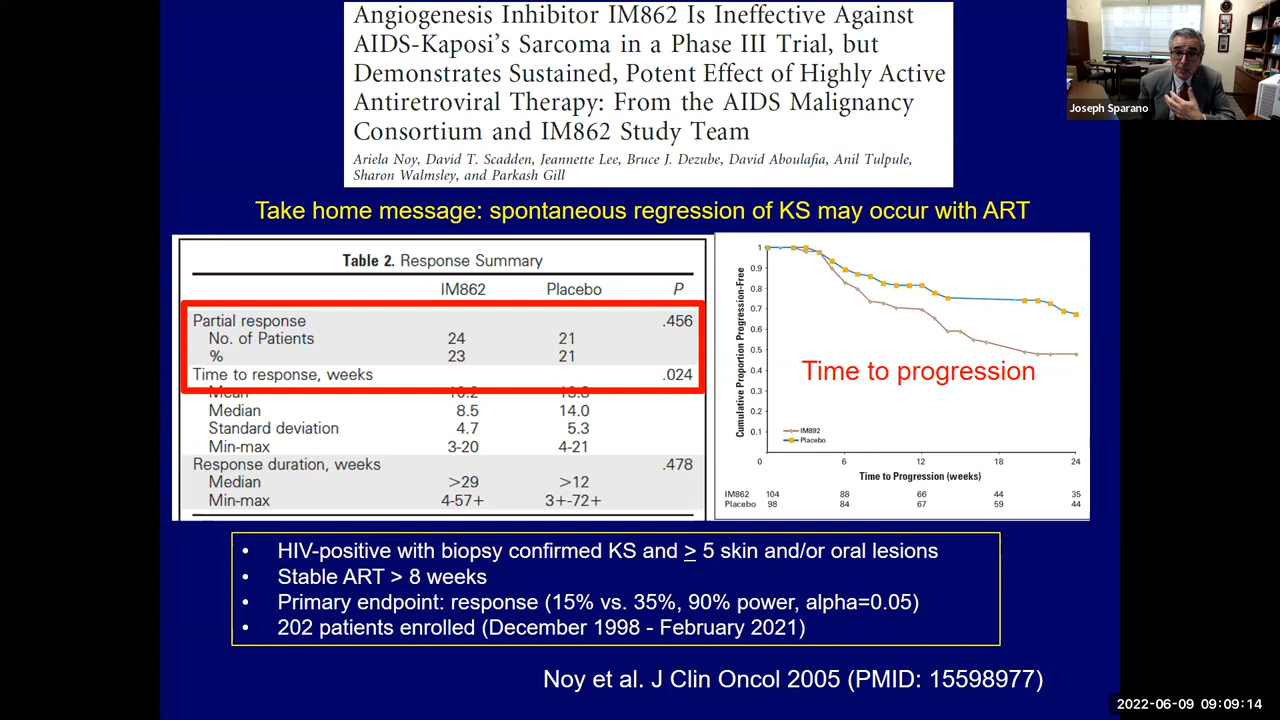 Angiogenesis Inhibitor IM862 Is Ineffective Against
AIDS-Kaposi's Sarcoma in a Phase III Trial, but
Demonstrates Sustained, Potent Effect of Highly Active
Antiretroviral Therapy: From the AIDS Malignancy
Consortium and IM862 Study Team
Ariela Noy, David T. Scadden, Jeannette Lee, Bruce J. Dezube, David Aboulafia, Anil Tulpule,
Sharon Walmsley, and Parkash Gill
Joseph Sparano
Take home message: spontaneous regression of KS may occur with ART
Table 2. Response Summary
IM862 Placebo P
Partial response .456
No. of Patients 24 21
% 23 21
Time to response, weeks .024
Mean
Median 8.5 14.0
Standard deviation 4.7 5.3
Min-max 3-20 4-21
Response duration, weeks .478
Median >29 >12
Min-max 4-57+ 3+-72+
Cumulative Proportion Progression-Free
1
0.9
0.8
0.7
0.6
0.5
0.4
0.3
0.2
0.1
Time to progression
IM892
Placebo
0 6 12 18 24
Time to Progression (weeks)
IM862 104 88 66 44 35
Placebo 98 84 67 59 44
• HIV-positive with biopsy confirmed KS and > 5 skin and/or oral lesions
• Stable ART > 8 weeks
• Primary endpoint: response (15% vs. 35%, 90% power, alpha=0.05)
• 202 patients enrolled (December 1998 - February 2021)
Noy et al. J Clin Oncol 2005 (PMID: 15598977)
2022-06-09 09:09:14